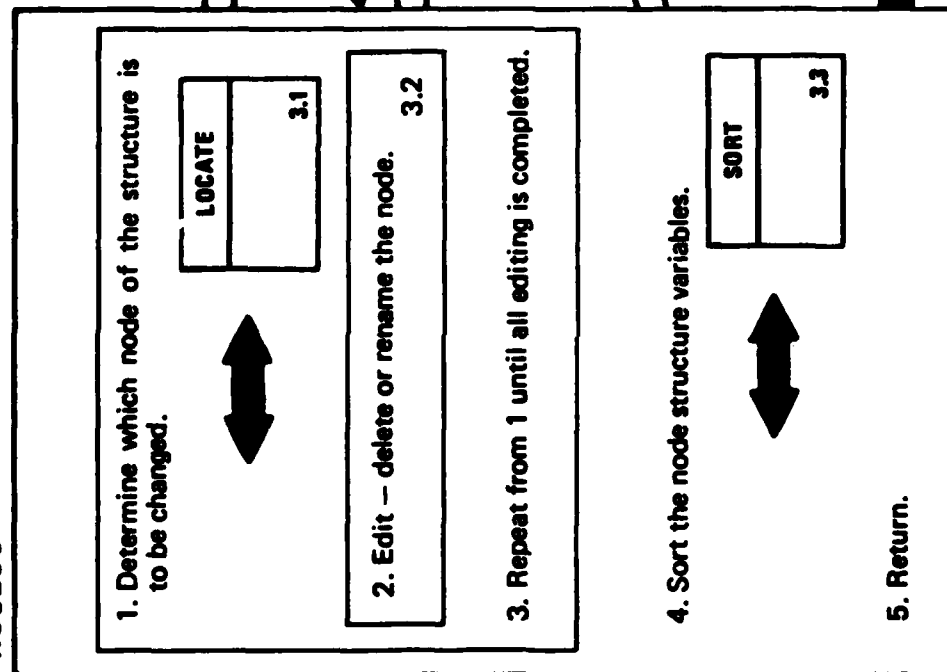 1. Determine which node of the structure is
to be changed.
LOCATE
3.1
2. Edit – delete or rename the node.
3.2
3. Repeat from 1 until all editing is completed.
4. Sort the node structure variables.
SORT
3.3
5. Return.